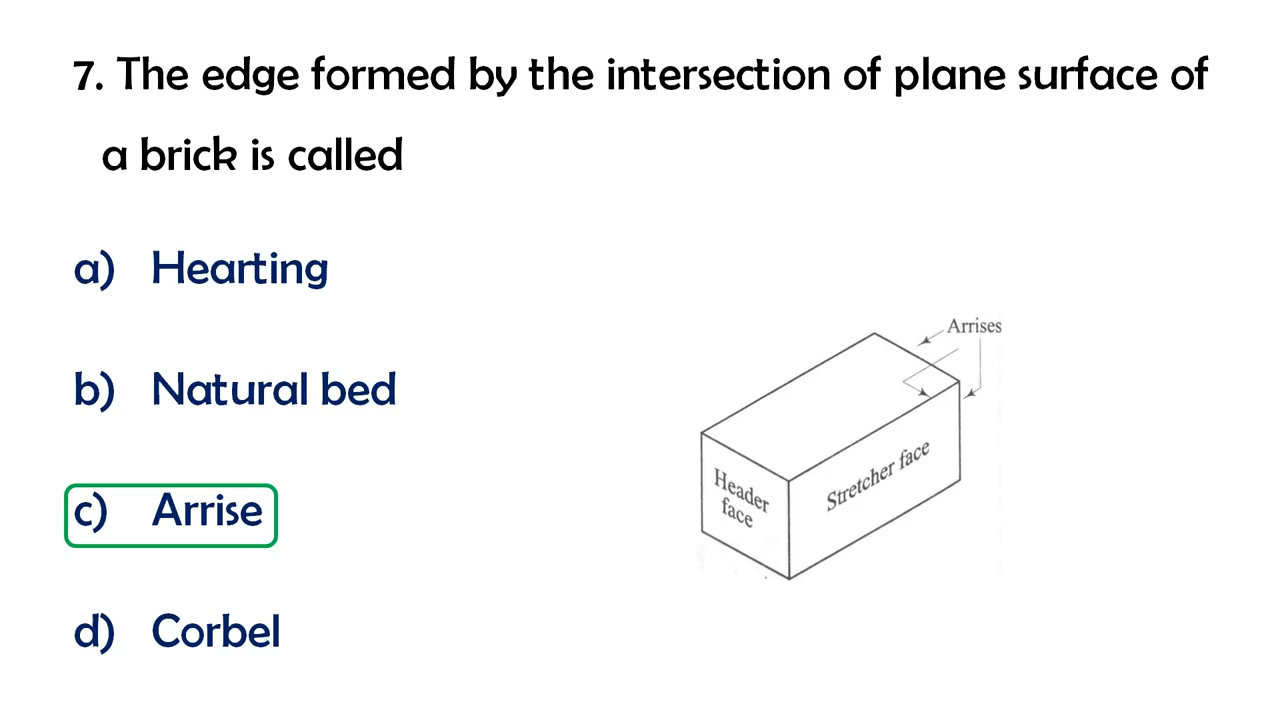 7. The edge formed by the intersection of plane surface of
a brick is called
a) Hearting
b) Natural bed
c) Arrise
d) Corbel
Arrises
Header
face
Stretcher face